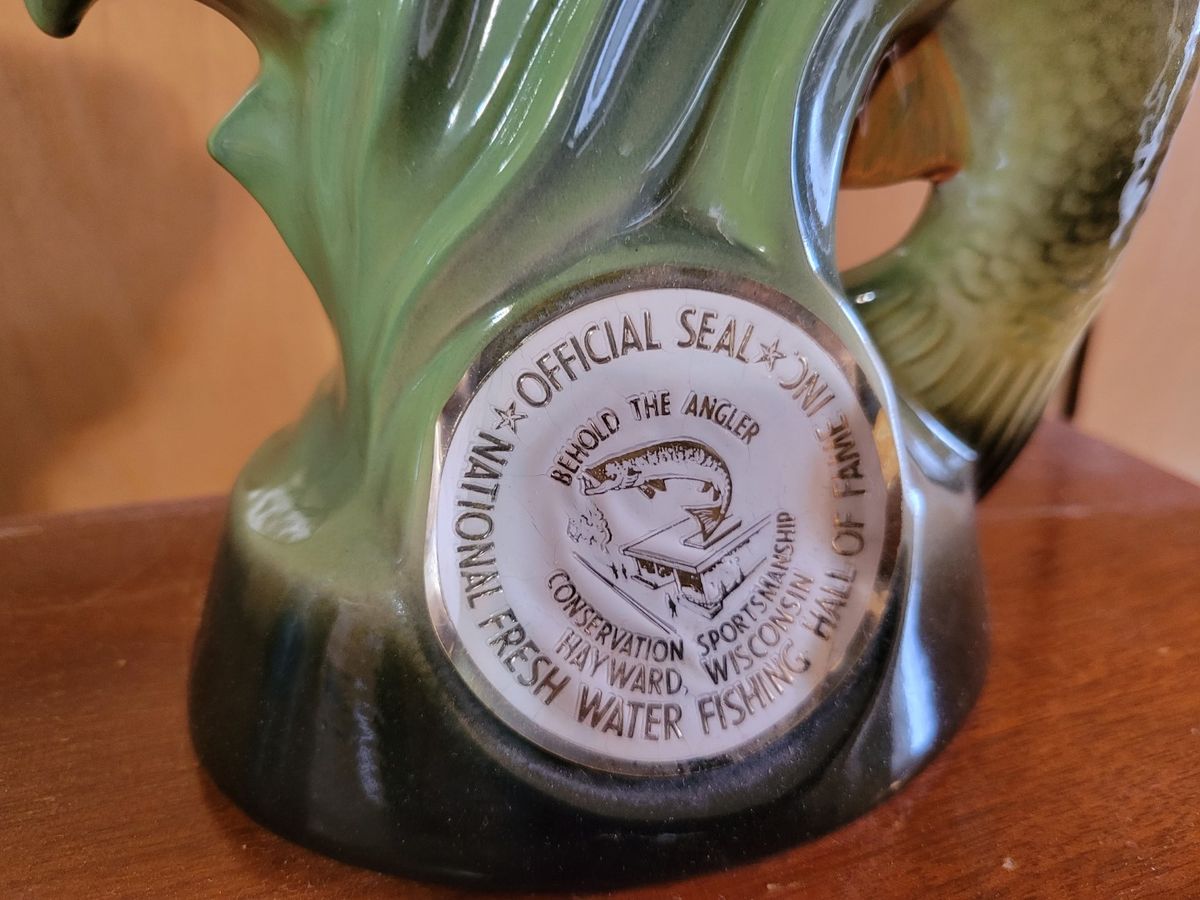 ★ OFFICIAL SEAL ★
NATIONAL FRESH WATER FISHING HALL OF FAME INC.
BEHOLD THE ANGLER
CONSERVATION SPORTSMANSHIP
HAYWARD, WISCONSIN